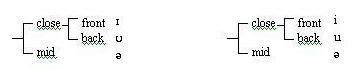 close front ɪ close front i
back ʊ back u
mid ə mid ə